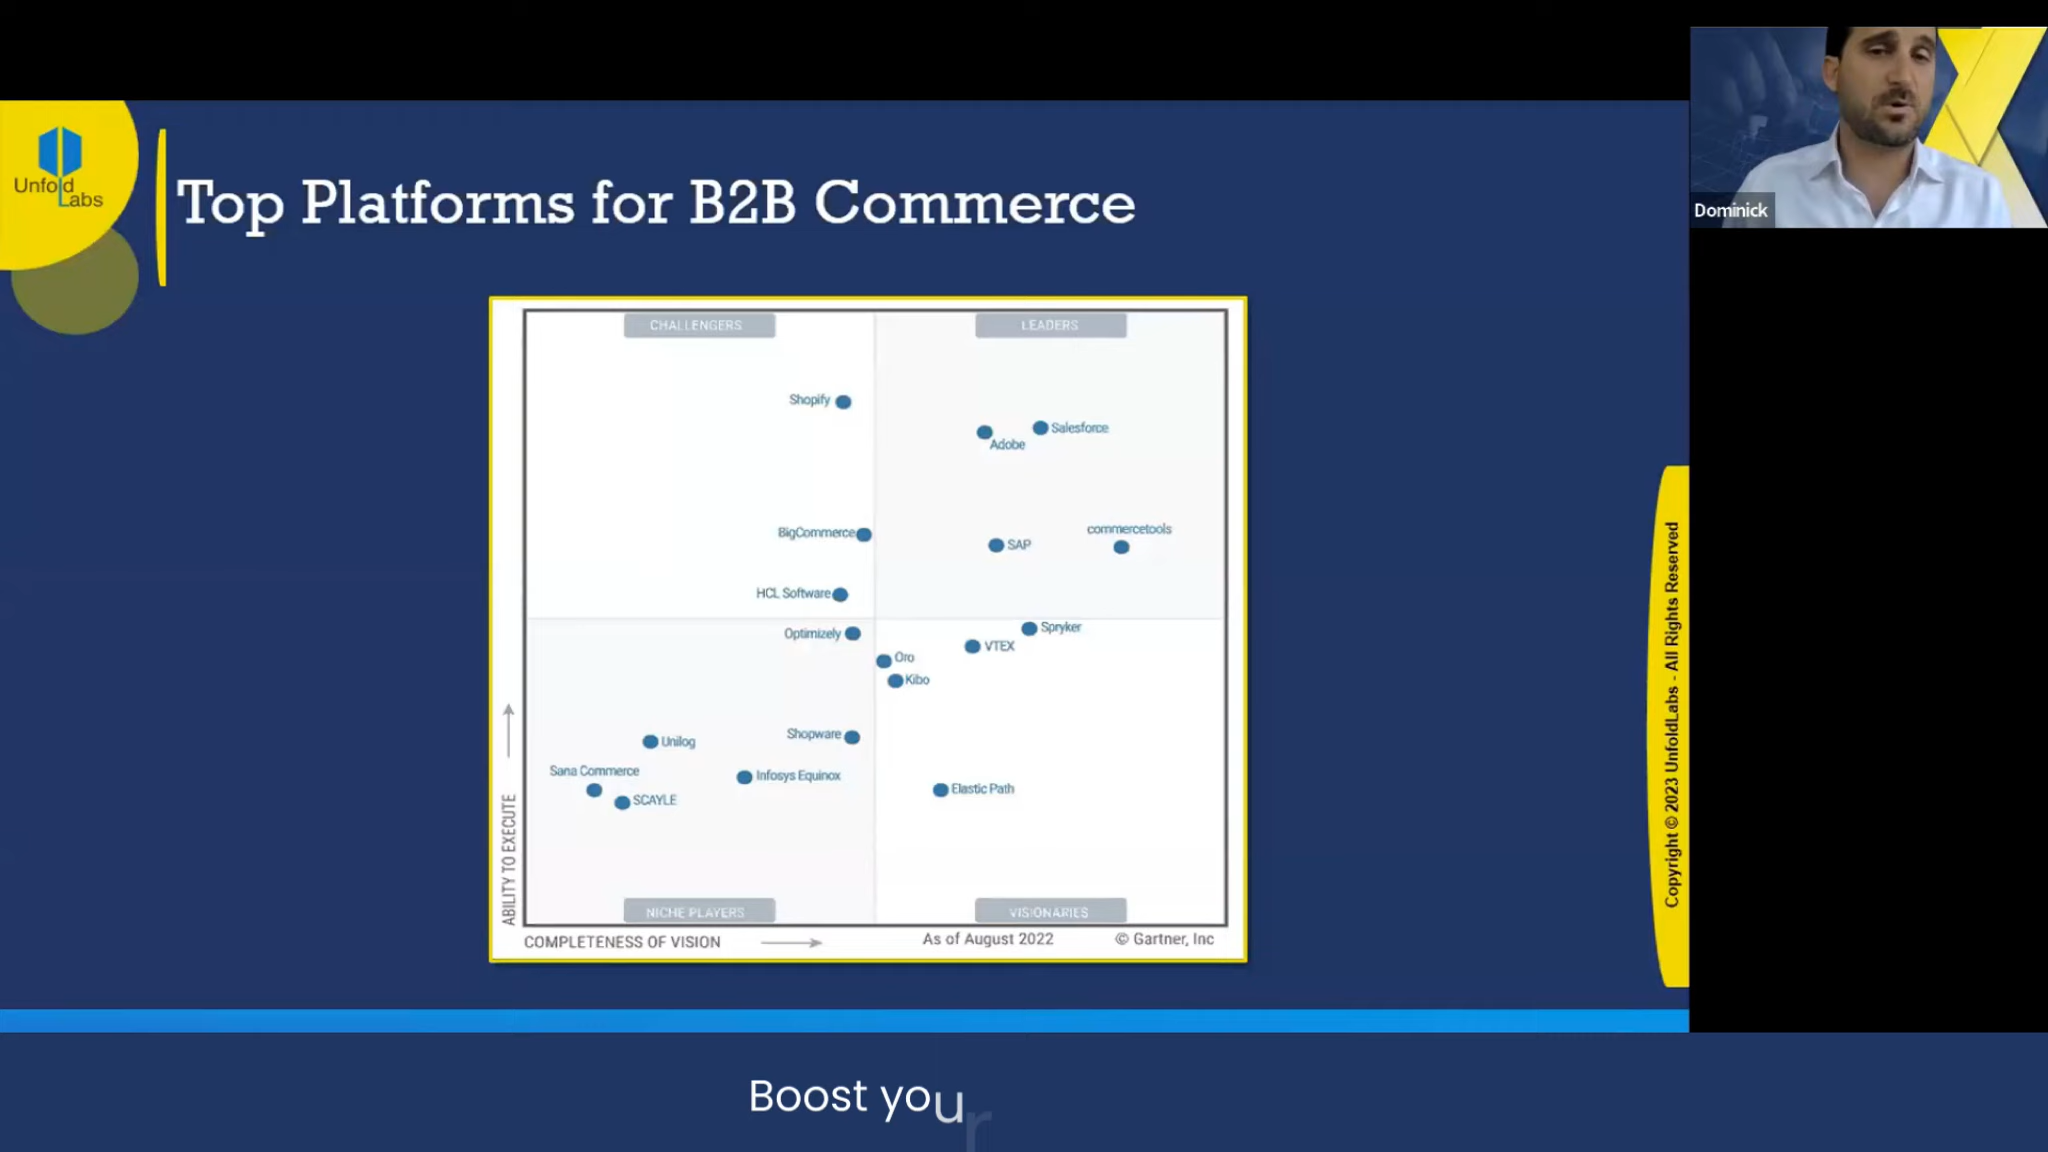 Unfold
Labs
Top Platforms for B2B Commerce
Dominick
CHALLENGERS
LEADERS
Shopify
Adobe
Salesforce
BigCommerce
commercetools
SAP
HCL Software
Optimizely
Spryker
VTEX
Oro
Kibo
Unilog
Shopware
Sana Commerce
Infosys Equinox
SCAYLE
Elastic Path
NICHE PLAYERS
VISIONARIES
ABILITY TO EXECUTE
COMPLETENESS OF VISION
As of August 2022
© Gartner, Inc
Copyright © 2023 UnfoldLabs - All Rights Reserved
Boost your